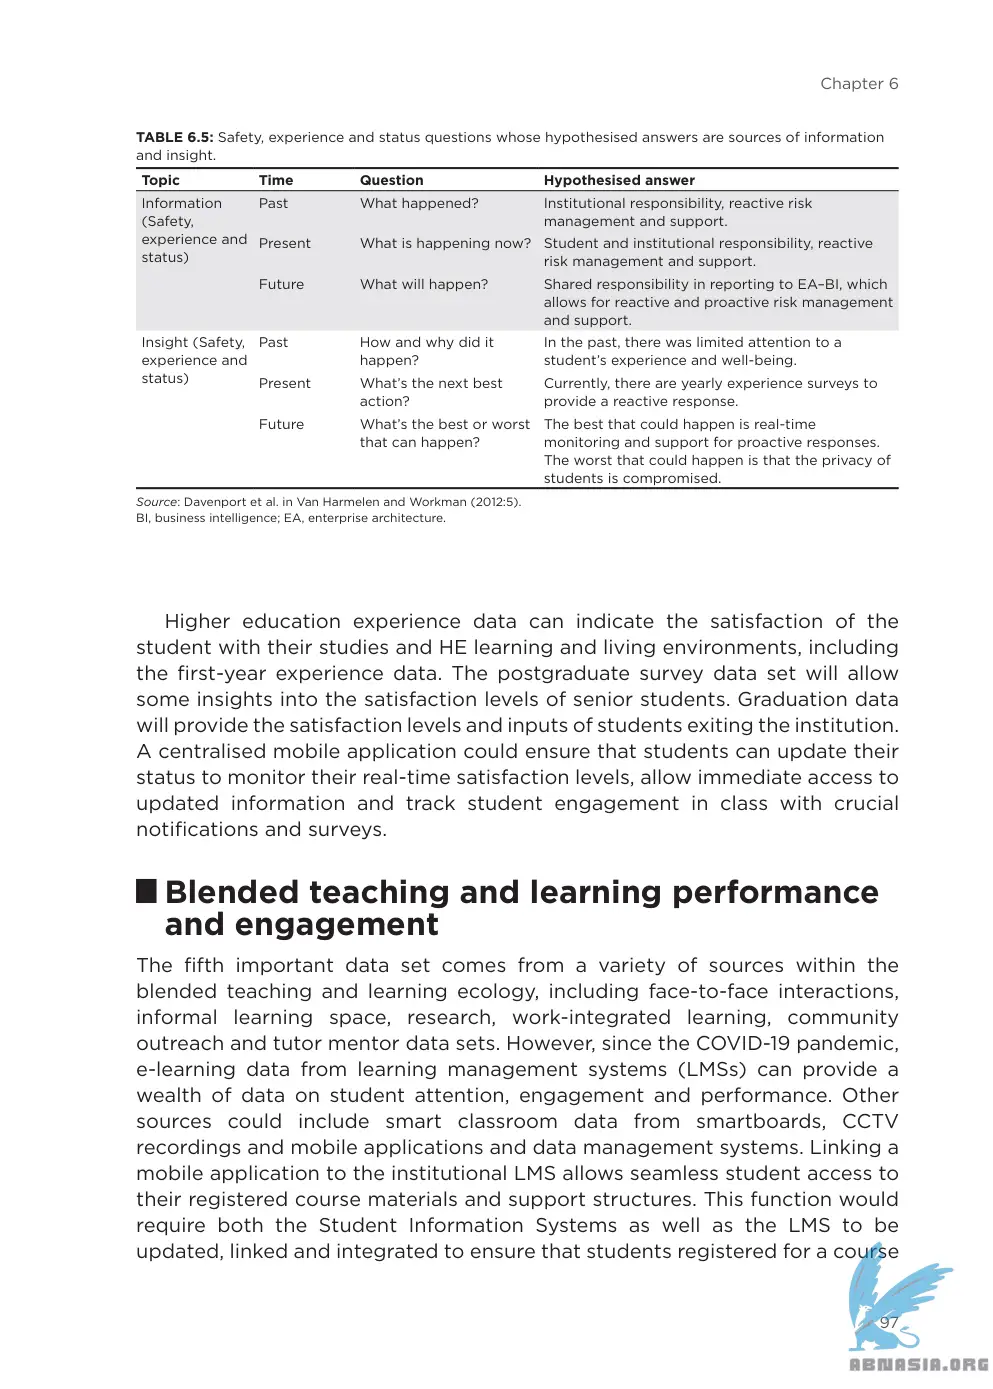 Chapter 6
TABLE 6.5: Safety, experience and status questions whose hypothesised answers are sources of information
and insight.
Topic Time Question Hypothesised answer
Information Past What happened? Institutional responsibility, reactive risk
(Safety, management and support.
experience and Present What is happening now? Student and institutional responsibility, reactive
status) risk management and support.
Future What will happen? Shared responsibility in reporting to EA–BI, which
allows for reactive and proactive risk management
and support.
Insight (Safety, Past How and why did it In the past, there was limited attention to a
experience and happen? student’s experience and well-being.
status) Present What’s the next best Currently, there are yearly experience surveys to
action? provide a reactive response.
Future What’s the best or worst The best that could happen is real-time
that can happen? monitoring and support for proactive responses.
The worst that could happen is that the privacy of
students is compromised.
Source: Davenport et al. in Van Harmelen and Workman (2012:5).
BI, business intelligence; EA, enterprise architecture.
Higher education experience data can indicate the satisfaction of the
student with their studies and HE learning and living environments, including
the first-year experience data. The postgraduate survey data set will allow
some insights into the satisfaction levels of senior students. Graduation data
will provide the satisfaction levels and inputs of students exiting the institution.
A centralised mobile application could ensure that students can update their
status to monitor their real-time satisfaction levels, allow immediate access to
updated information and track student engagement in class with crucial
notifications and surveys.
Blended teaching and learning performance
and engagement
The fifth important data set comes from a variety of sources within the
blended teaching and learning ecology, including face-to-face interactions,
informal learning space, research, work-integrated learning, community
outreach and tutor mentor data sets. However, since the COVID-19 pandemic,
e-learning data from learning management systems (LMSs) can provide a
wealth of data on student attention, engagement and performance. Other
sources could include smart classroom data from smartboards, CCTV
recordings and mobile applications and data management systems. Linking a
mobile application to the institutional LMS allows seamless student access to
their registered course materials and support structures. This function would
require both the Student Information Systems as well as the LMS to be
updated, linked and integrated to ensure that students registered for a course
97
ABNASIA.ORG